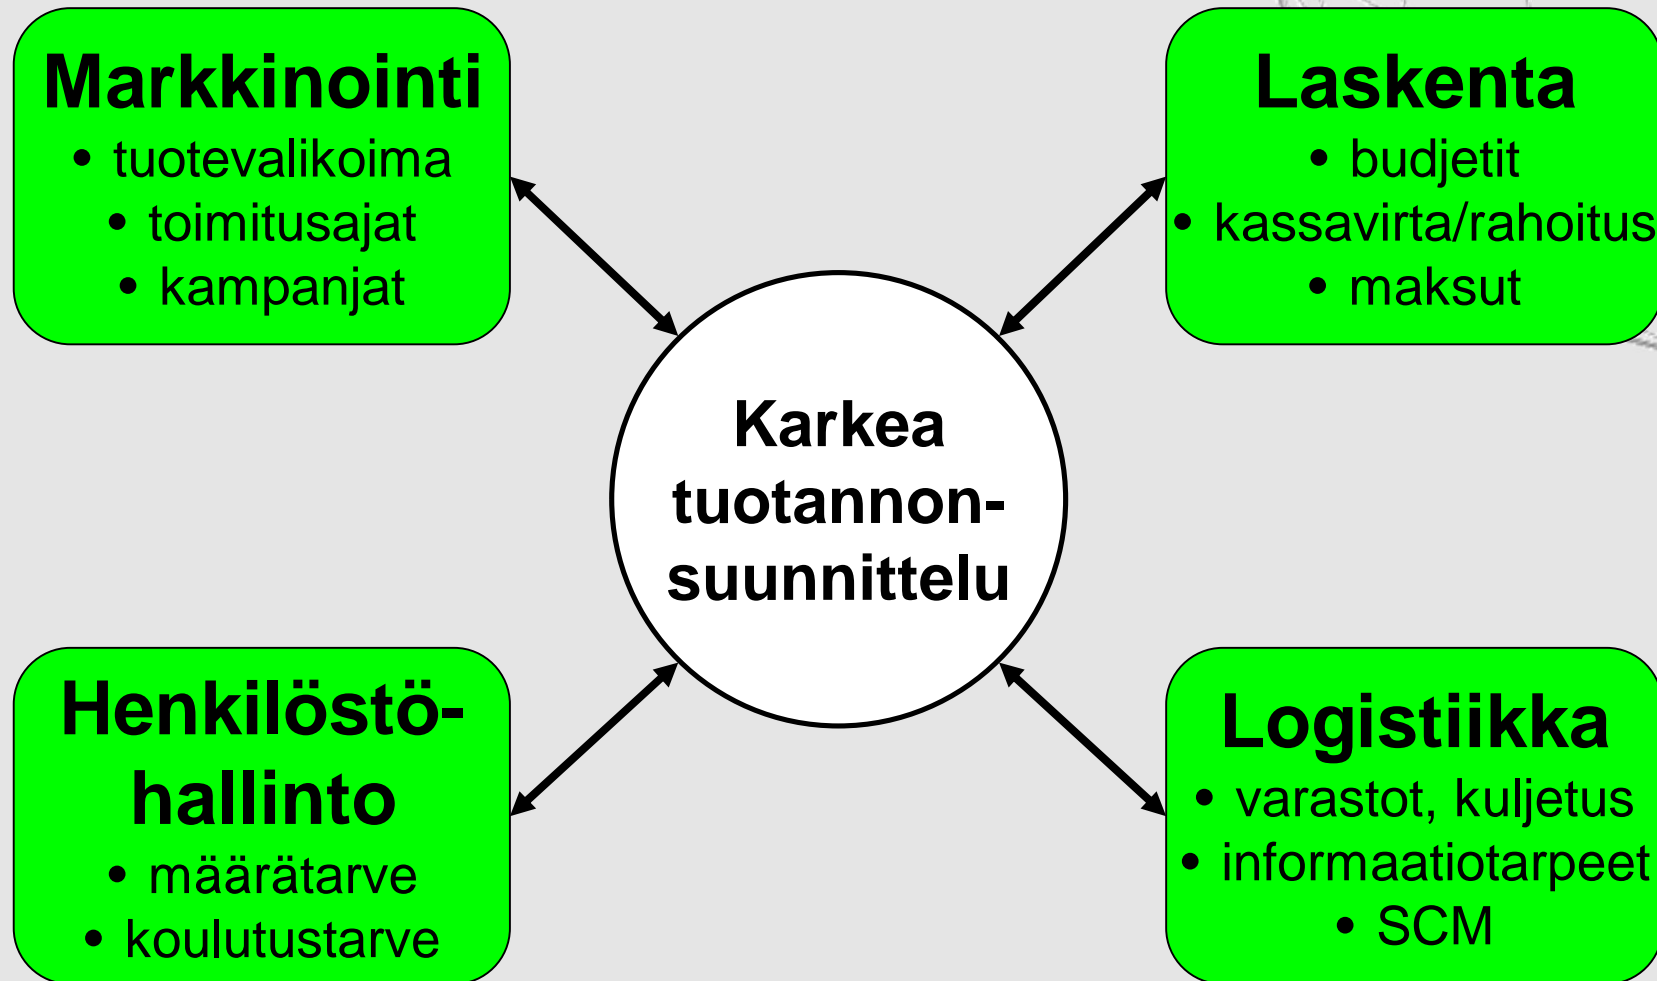 Markkinointi
• tuotevalikoima
• toimitusajat
• kampanjat
Laskenta
• budjetit
• kassavirta/rahoitus
• maksut
Karkea
tuotannon-
suunnittelu
Henkilöstö-
hallinto
• määrätarve
• koulutustarve
Logistiikka
• varastot, kuljetus
• informaatiotarpeet
• SCM